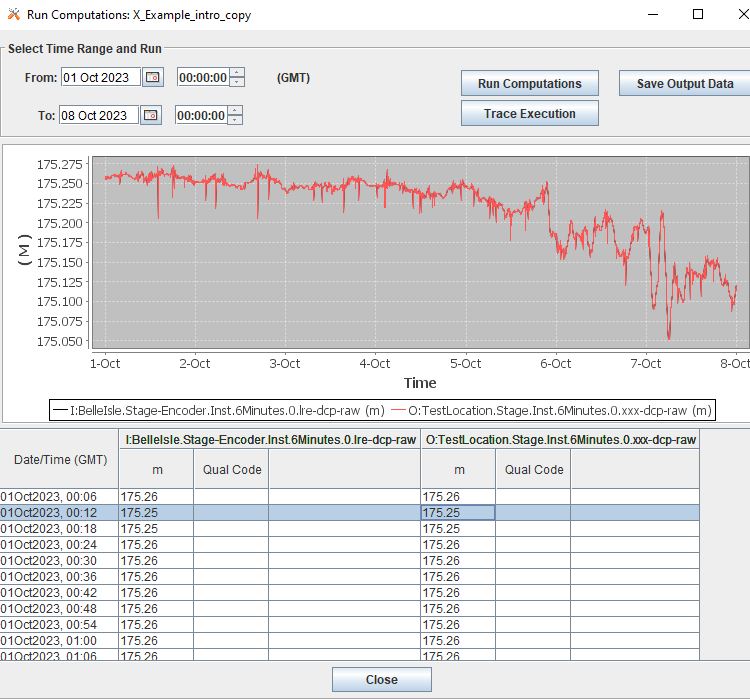 Run Computations: X_Example_intro_copy
Select Time Range and Run
From: 01 Oct 2023 00:00:00 (GMT)
Run Computations Save Output Data
To: 08 Oct 2023 00:00:00
Trace Execution
175.275
175.250
175.225
175.200
175.175
175.150
175.125
175.100
175.075
175.050
( M )
1-Oct 2-Oct 3-Oct 4-Oct 5-Oct 6-Oct 7-Oct 8-Oct
Time
I:BelleIsle.Stage-Encoder.Inst.6Minutes.0.lre-dcp-raw (m) O:TestLocation.Stage.Inst.6Minutes.0.xxx-dcp-raw (m)
I:BelleIsle.Stage-Encoder.Inst.6Minutes.0.lre-dcp-raw O:TestLocation.Stage.Inst.6Minutes.0.xxx-dcp-raw
Date/Time (GMT) m Qual Code m Qual Code
01Oct2023, 00:06 175.26 175.26
01Oct2023, 00:12 175.25 175.25
01Oct2023, 00:18 175.25 175.25
01Oct2023, 00:24 175.26 175.26
01Oct2023, 00:30 175.26 175.26
01Oct2023, 00:36 175.26 175.26
01Oct2023, 00:42 175.26 175.26
01Oct2023, 00:48 175.26 175.26
01Oct2023, 00:54 175.26 175.26
01Oct2023, 01:00 175.26 175.26
01Oct2023, 01:06 175.26 175.26
Close